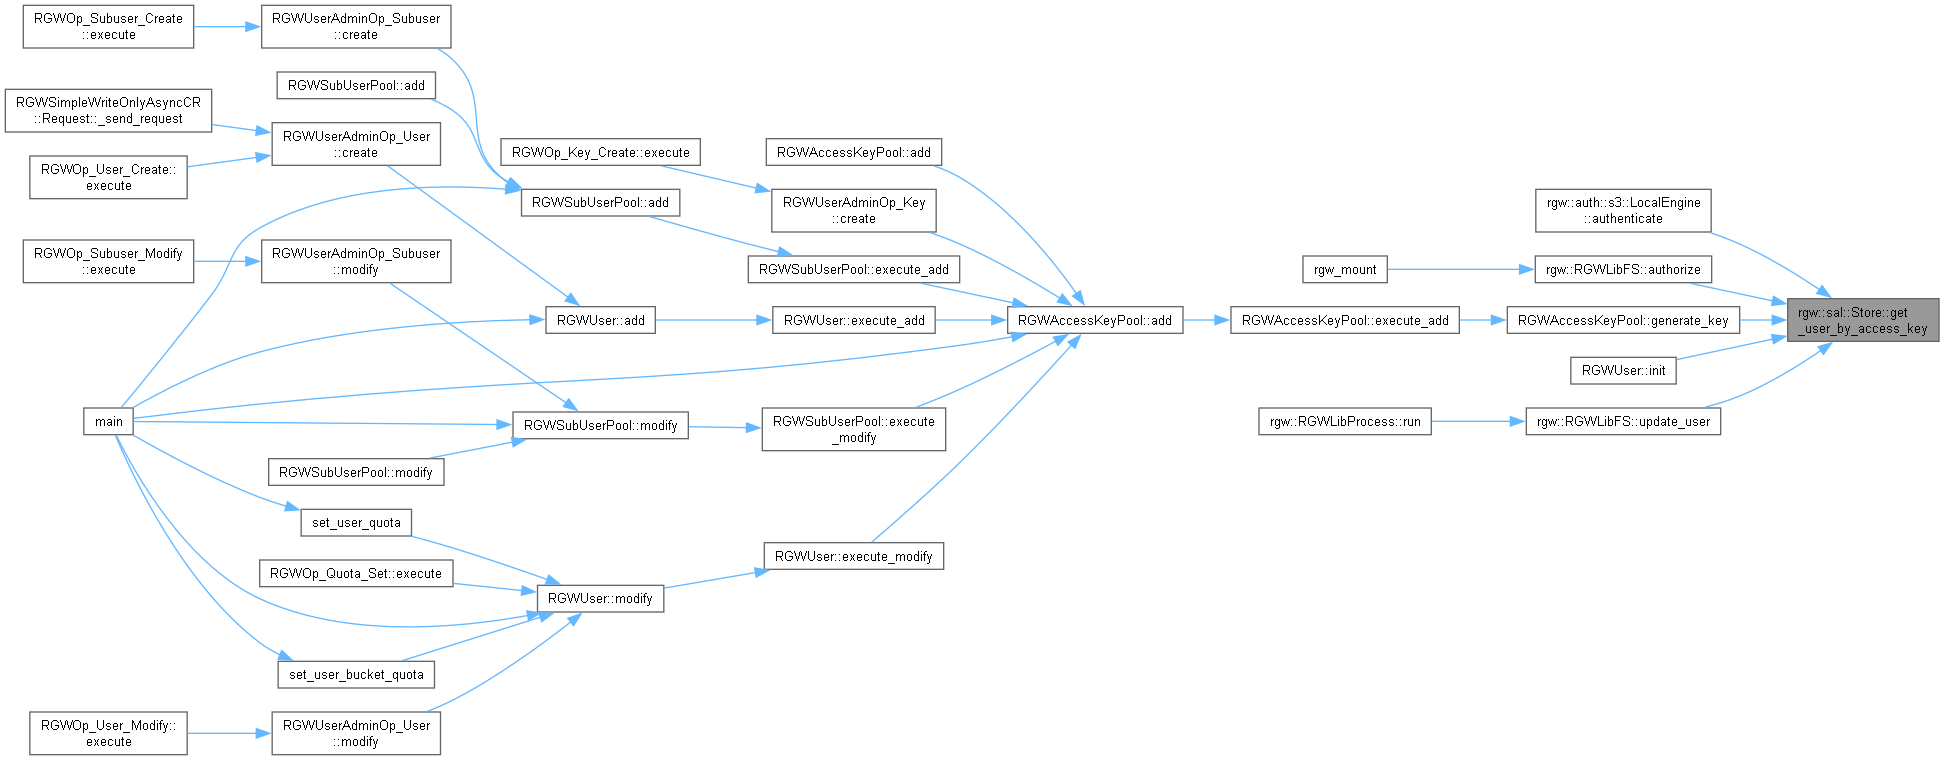 RGWOp_Subuser_Create
::execute
RGWUserAdminOp_Subuser
::create
RGWSubUserPool::add
RGWSimpleWriteOnlyAsyncCR
::Request::_send_request
RGWUserAdminOp_User
::create
RGWOp_User_Create::
execute
RGWOp_Key_Create::execute
RGWAccessKeyPool::add
RGWSubUserPool::add
RGWUserAdminOp_Key
::create
rgw::auth::s3::LocalEngine
::authenticate
RGWOp_Subuser_Modify
::execute
RGWUserAdminOp_Subuser
::modify
RGWSubUserPool::execute_add
rgw_mount
rgw::RGWLibFS::authorize
RGWUser::add
RGWUser::execute_add
RGWAccessKeyPool::add
RGWAccessKeyPool::execute_add
RGWAccessKeyPool::generate_key
rgw::sal::Store::get
_user_by_access_key
RGWUser::init
main
RGWSubUserPool::modify
RGWSubUserPool::execute
_modify
rgw::RGWLibProcess::run
rgw::RGWLibFS::update_user
RGWSubUserPool::modify
set_user_quota
RGWUser::execute_modify
RGWOp_Quota_Set::execute
RGWUser::modify
set_user_bucket_quota
RGWOp_User_Modify::
execute
RGWUserAdminOp_User
::modify